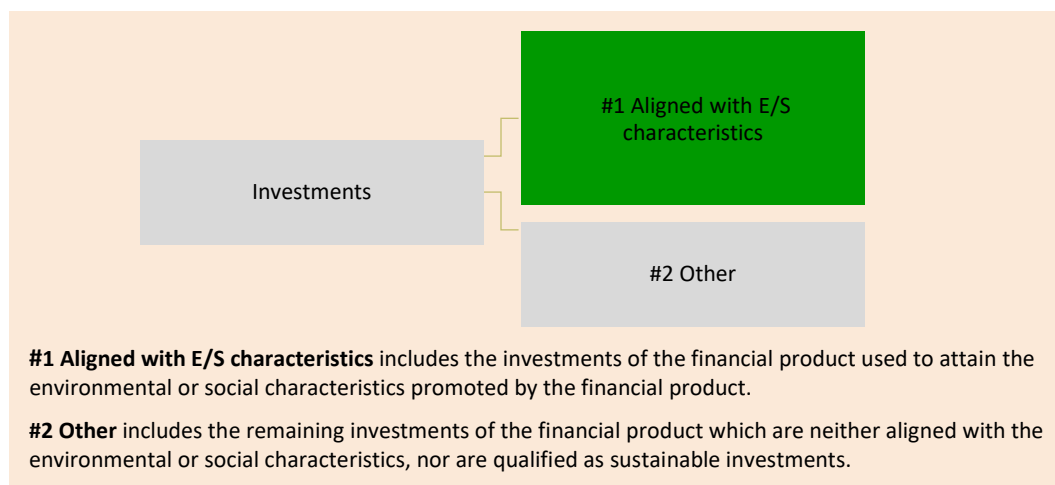 #1 Aligned with E/S
characteristics
Investments
#2 Other
#1 Aligned with E/S characteristics includes the investments of the financial product used to attain the
environmental or social characteristics promoted by the financial product.
#2 Other includes the remaining investments of the financial product which are neither aligned with the
environmental or social characteristics, nor are qualified as sustainable investments.